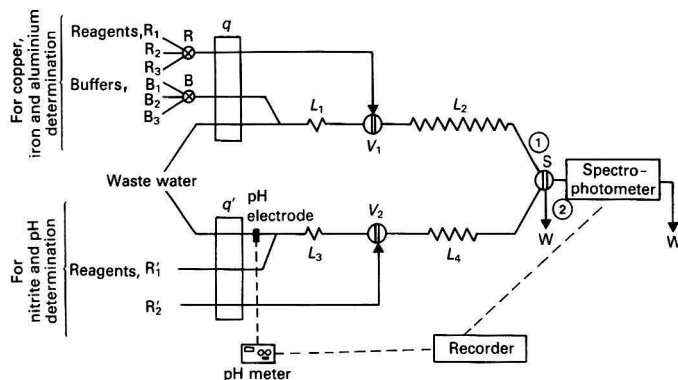 For copper,
iron and aluminium
determination
Reagents, R₁
R₂
R₃
R
Buffers, B₁
B₂
B₃
B
q
L₁
V₁
L₂
1
S
Spectro-
photometer
2
W
W
Waste water
For
nitrite and pH
determination
q′
pH
electrode
L₃
V₂
L₄
Reagents, R′₁
R′₂
pH meter
Recorder